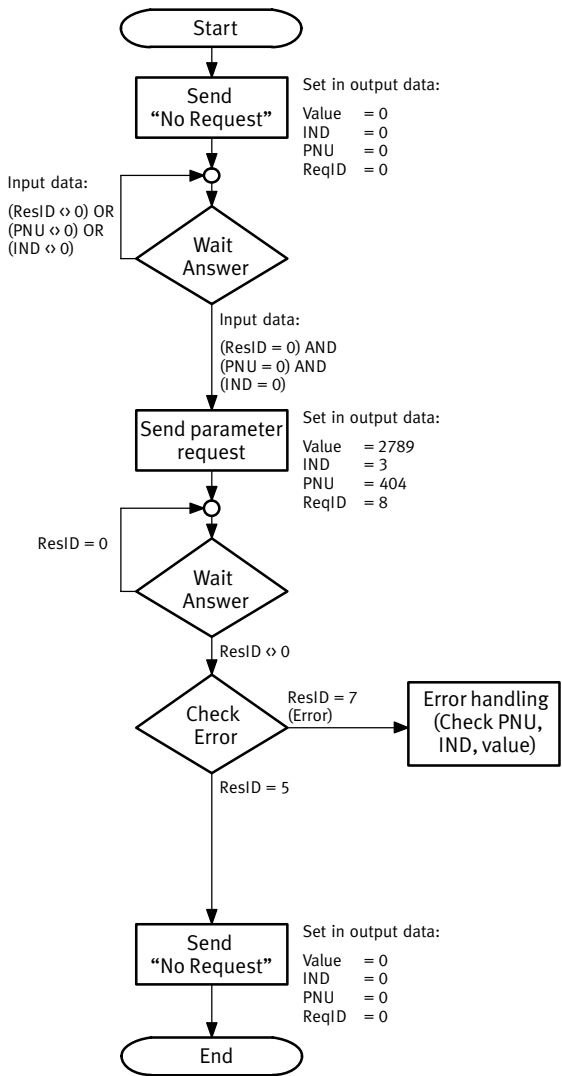 Start
Send
“No Request”
Set in output data:
Value = 0
IND = 0
PNU = 0
ReqID = 0
Input data:
(ResID <> 0) OR
(PNU <> 0) OR
(IND <> 0)
Wait
Answer
Input data:
(ResID = 0) AND
(PNU = 0) AND
(IND = 0)
Send parameter
request
Set in output data:
Value = 2789
IND = 3
PNU = 404
ReqID = 8
ResID = 0
Wait
Answer
ResID <> 0
Check
Error
ResID = 7
(Error)
Error handling
(Check PNU,
IND, value)
ResID = 5
Send
“No Request”
Set in output data:
Value = 0
IND = 0
PNU = 0
ReqID = 0
End